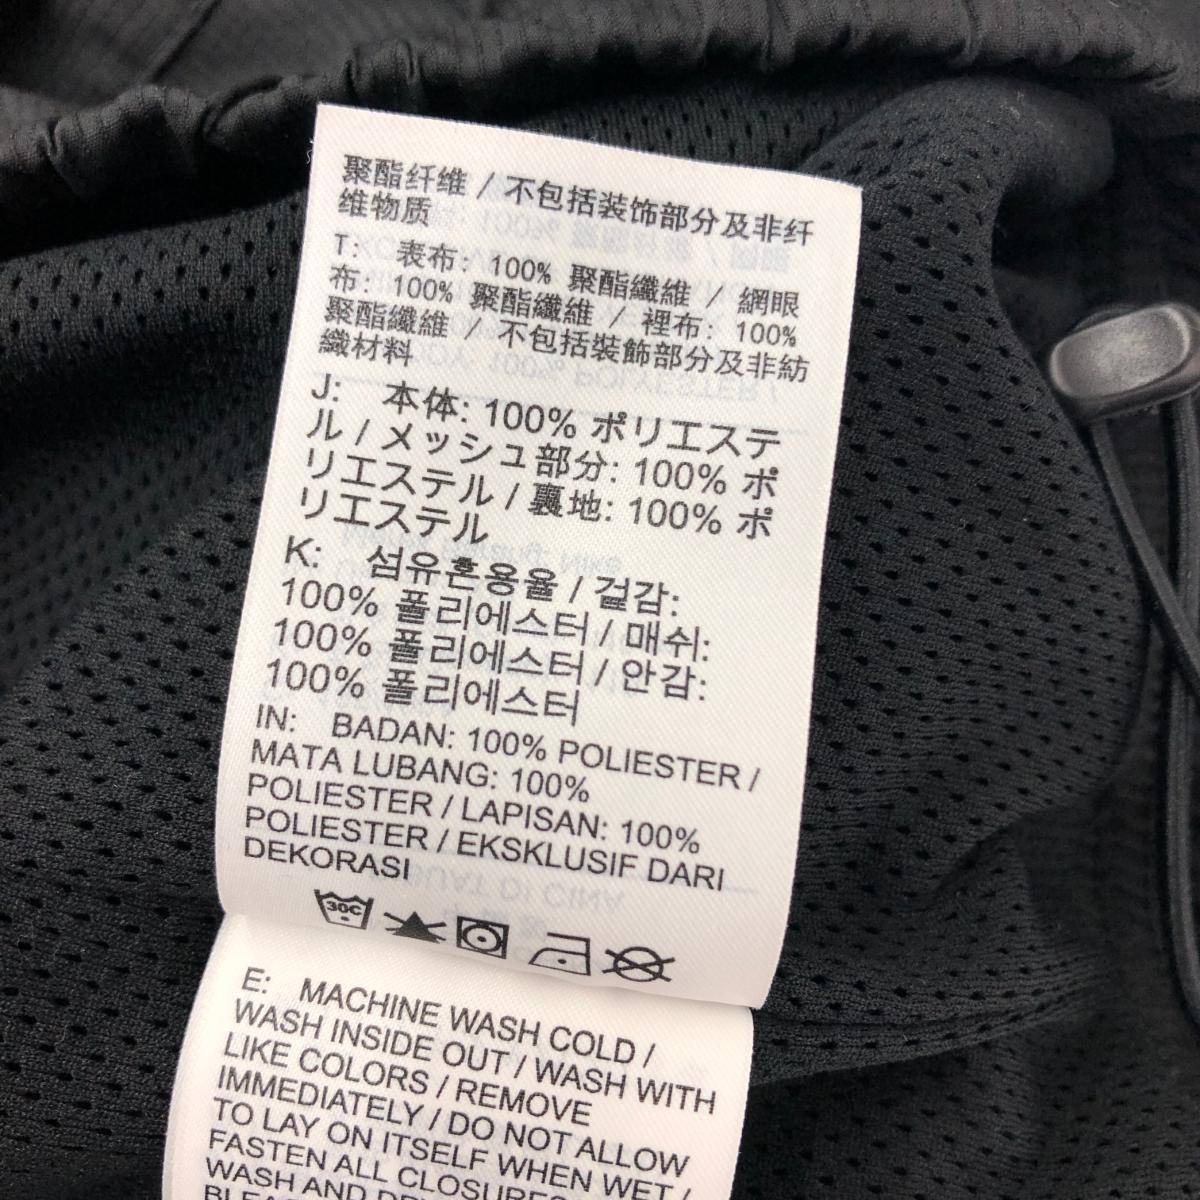 聚酯纤维 / 不包括装饰部分及非纤
维物质
T: 表布: 100% 聚酯纖維 / 網眼
布: 100% 聚酯纖維 / 裡布: 100%
聚酯纖維 / 不包括裝飾部分及非紡
織材料
J: 本体: 100% ポリエステ
ル / メッシュ部分: 100% ポ
リエステル / 裏地: 100% ポ
リエステル
K: 섬유혼용율 / 겉감:
100% 폴리에스터 / 매쉬:
100% 폴리에스터 / 안감:
100% 폴리에스터
IN: BADAN: 100% POLIESTER /
MATA LUBANG: 100%
POLIESTER / LAPISAN: 100%
POLIESTER / EKSKLUSIF DARI
DEKORASI
30C
E: MACHINE WASH COLD /
WASH INSIDE OUT / WASH WITH
LIKE COLORS / REMOVE
IMMEDIATELY / DO NOT ALLOW
TO LAY ON ITSELF WHEN WET /
FASTEN ALL CLOSURES
WASH AND